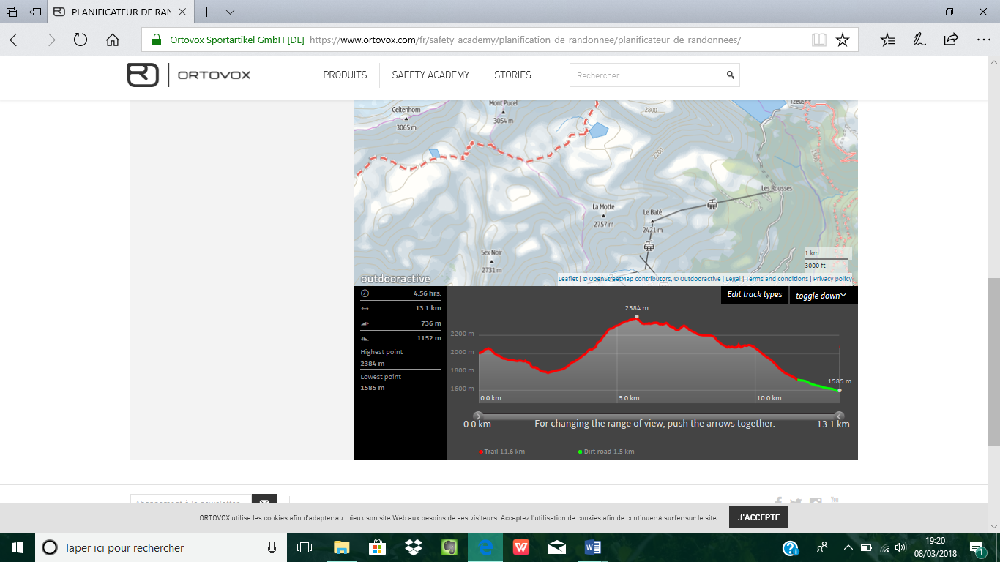 PLANIFICATEUR DE RAN
Ortovox Sportartikel GmbH [DE] https://www.ortovox.com/fr/safety-academy/planification-de-randonnee/planificateur-de-randonnees/
ORTOVOX
PRODUITS
SAFETY ACADEMY
STORIES
Rechercher...
Geltenhorn
3065 m
Mont Pucel
3054 m
2800
2200
Les Rousses
La Motte
2757 m
Le Baté
2421 m
Sex Noir
2731 m
1 km
3000 ft
outdooractive
Leaflet | © OpenStreetMap contributors, © Outdooractive | Legal | Terms and conditions | Privacy policy
4:56 hrs.
13.1 km
736 m
1152 m
Highest point
2384 m
Lowest point
1585 m
Edit track types
toggle down
2384 m
2200 m
2000 m
1800 m
1600 m
1585 m
0.0 km
5.0 km
10.0 km
0.0 km
For changing the range of view, push the arrows together.
13.1 km
Trail 11.6 km
Dirt road 1.5 km
Abonnement à la newsletter
You
ORTOVOX utilise les cookies afin d'adapter au mieux son site Web aux besoins de ses visiteurs. Acceptez l'utilisation de cookies afin de continuer à surfer sur le site.
J'ACCEPTE
Taper ici pour rechercher
19:20
08/03/2018
1